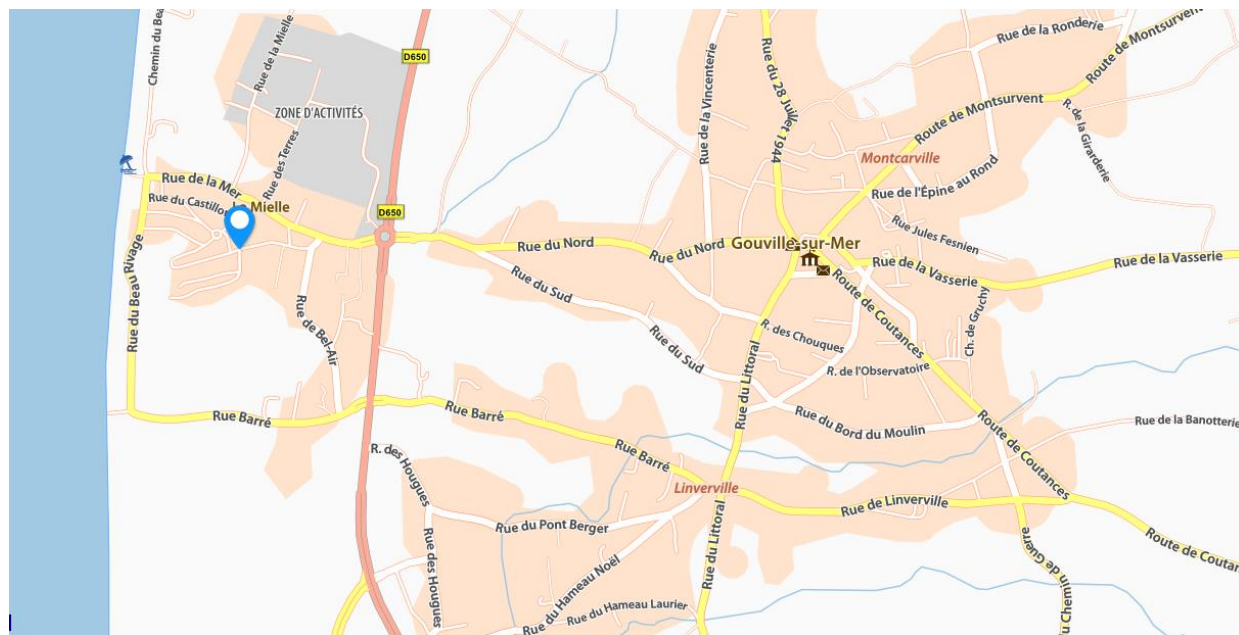 Chemin du Beau
Rue de la Mielle
D650
ZONE D'ACTIVITÉS
Rue des Terres
Rue de la Mer
Rue du Castillon
La Mielle
D650
Rue du Beau Rivage
Rue de Bel-Air
Rue Barré
Rue de la Vincenterie
Rue du 28 Juillet 1944
Rue de la Ronderie
Route de Montsurvent
Route de Montsurvent
R. de la Girarderie
Montcarville
Rue de l'Épine au Rond
Rue Jules Fesnien
Rue du Nord
Rue du Nord
Gouville-sur-Mer
Rue de la Vasserie
Rue de la Vasserie
Rue du Sud
Rue du Sud
Route de Coutances
R. des Chouques
Ch. de Gruchy
R. de l'Observatoire
Rue du Littoral
Rue du Bord du Moulin
Route de Coutances
Rue de la Banotterie
Rue Barré
Rue Barré
R. des Hougues
Linverville
Rue de Linverville
Rue du Pont Berger
Rue du Littoral
Rue des Hougues
Rue du Hameau Noël
Rue du Hameau Laurier
du Chemin de Guerre
Route de Coutan